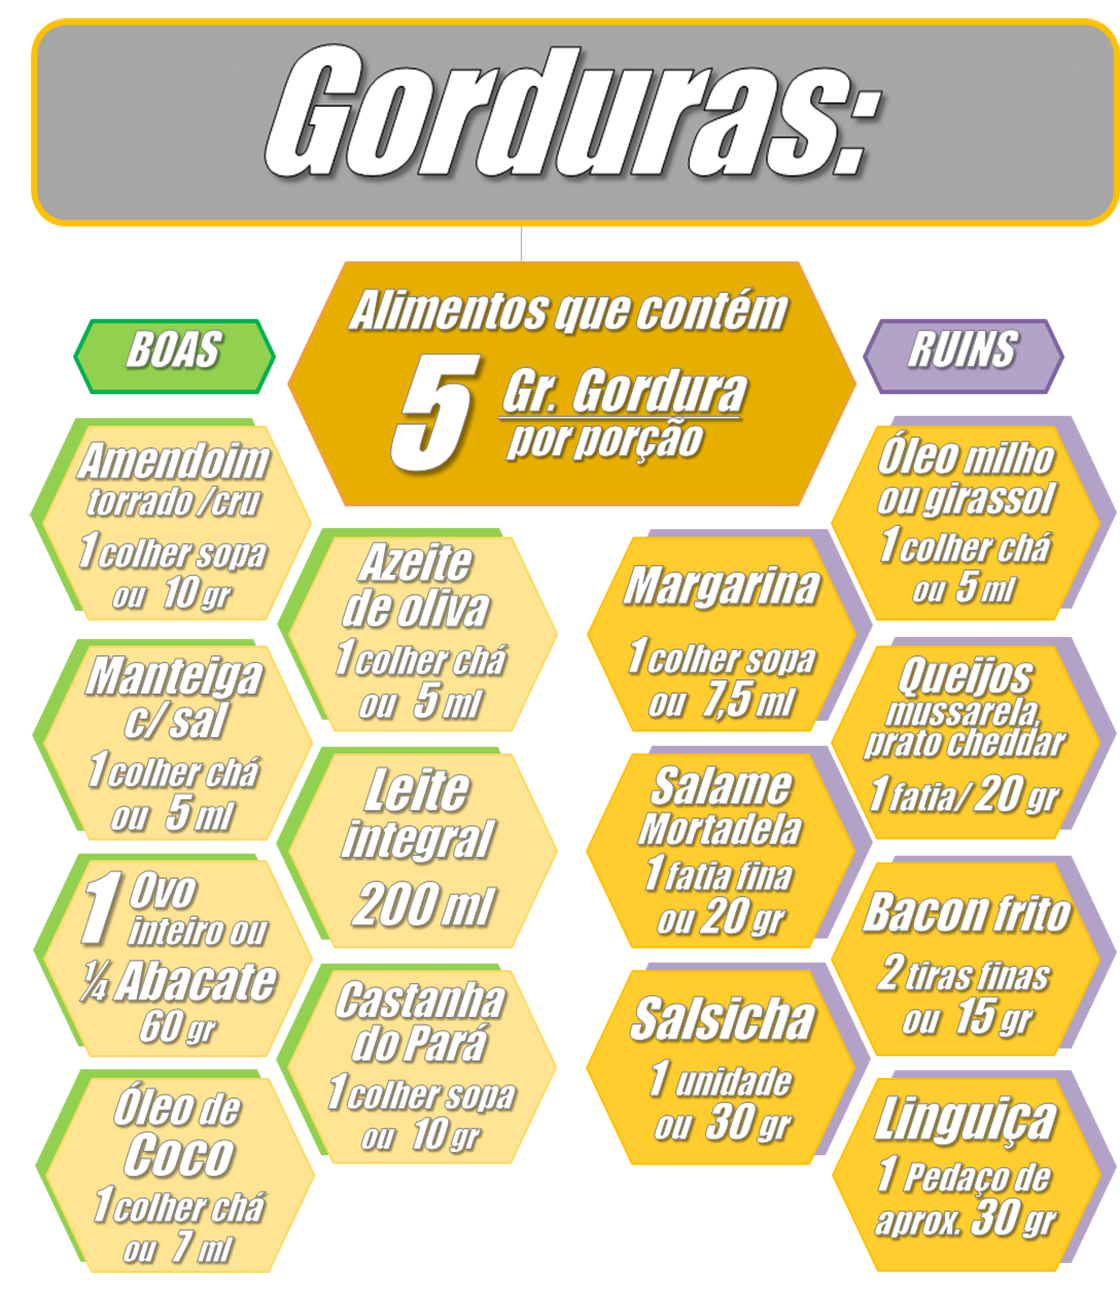 Gorduras:
Alimentos que contém
5 Gr. Gordura
por porção
BOAS
Amendoim
torrado /cru
1 colher sopa
ou 10 gr
Manteiga
c/ sal
1 colher chá
ou 5 ml
1 Ovo
inteiro ou
¼ Abacate
60 gr
Óleo de
Coco
1 colher chá
ou 7 ml
Azeite
de oliva
1 colher chá
ou 5 ml
Leite
integral
200 ml
Castanha
do Pará
1 colher sopa
ou 10 gr
RUINS
Margarina
1 colher sopa
ou 7,5 ml
Salame
Mortadela
1 fatia fina
ou 20 gr
Salsicha
1 unidade
ou 30 gr
Óleo milho
ou girassol
1 colher chá
ou 5 ml
Queijos
mussarela,
prato cheddar
1 fatia/ 20 gr
Bacon frito
2 tiras finas
ou 15 gr
Linguiça
1 Pedaço de
aprox. 30 gr